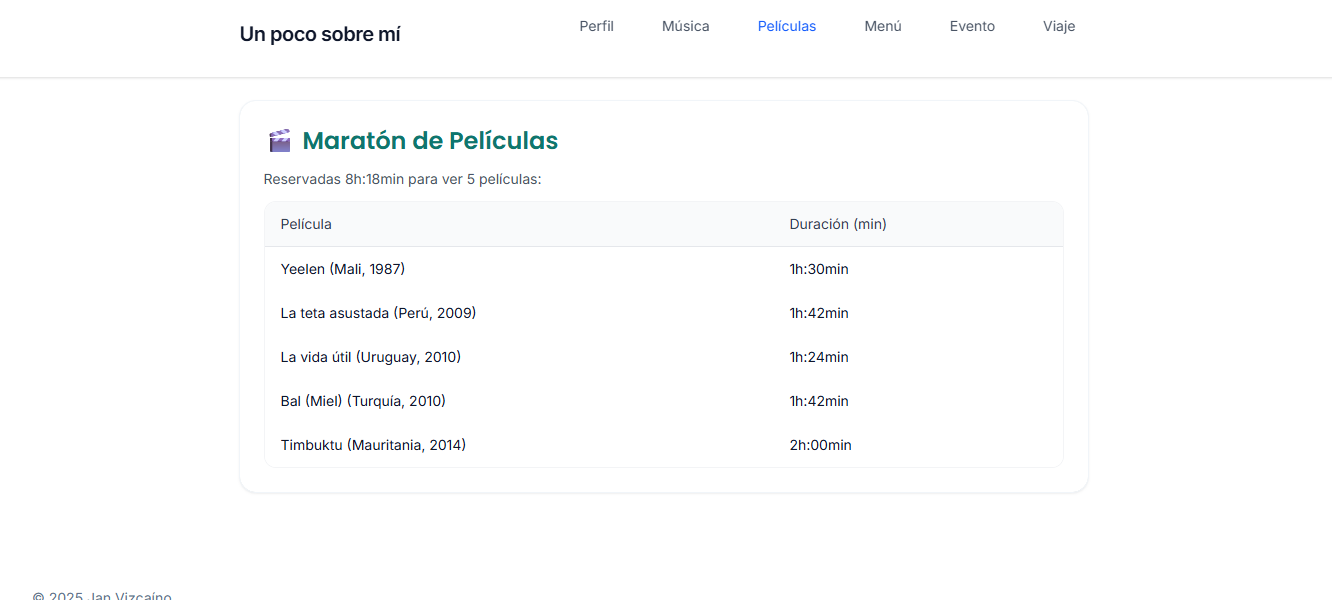 Un poco sobre mí
Perfil Música Películas Menú Evento Viaje
Maratón de Películas
Reservadas 8h:18min para ver 5 películas:
Película Duración (min)
Yeelen (Mali, 1987) 1h:30min
La teta asustada (Perú, 2009) 1h:42min
La vida útil (Uruguay, 2010) 1h:24min
Bal (Miel) (Turquía, 2010) 1h:42min
Timbuktu (Mauritania, 2014) 2h:00min
© 2025 Jan Vizcaíno